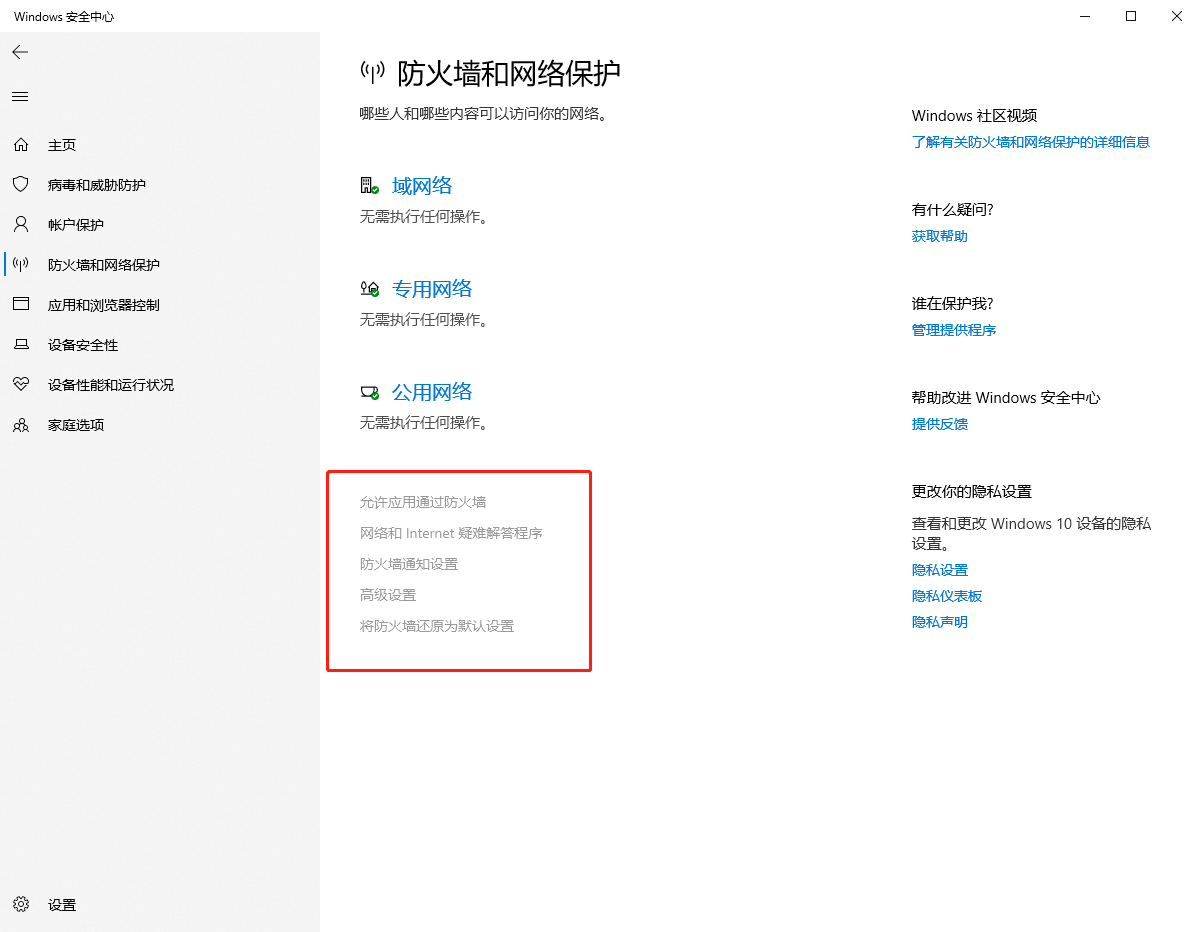 Windows 安全中心
主页
病毒和威胁防护
帐户保护
防火墙和网络保护
应用和浏览器控制
设备安全性
设备性能和运行状况
家庭选项
设置
防火墙和网络保护
哪些人和哪些内容可以访问你的网络。
域网络
无需执行任何操作。
专用网络
无需执行任何操作。
公用网络
无需执行任何操作。
允许应用通过防火墙
网络和 Internet 疑难解答程序
防火墙通知设置
高级设置
将防火墙还原为默认设置
Windows 社区视频
了解有关防火墙和网络保护的详细信息
有什么疑问?
获取帮助
谁在保护我?
管理提供程序
帮助改进 Windows 安全中心
提供反馈
更改你的隐私设置
查看和更改 Windows 10 设备的隐私
设置。
隐私设置
隐私仪表板
隐私声明